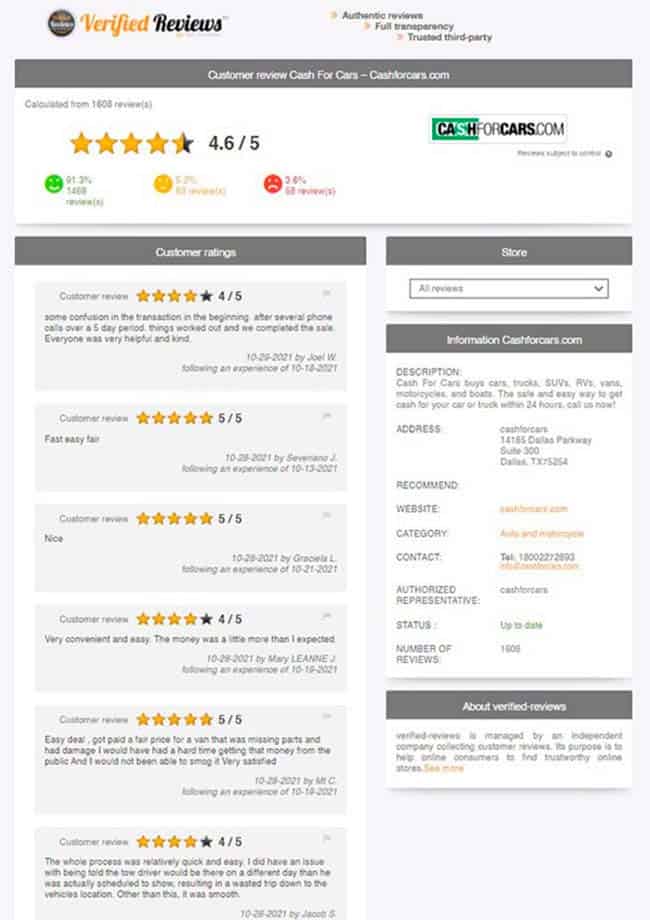 Verified Reviews
Authentic reviews
Full transparency
Trusted third-party
Customer review Cash For Cars – Cashforcars.com
Calculated from 1608 review(s)
4.6 / 5
91.3%
1468
review(s)
5.2%
83 review(s)
3.6%
58 review(s)
CASHFORCARS.COM
Reviews subject to control
Customer ratings
Customer review 4 / 5
some confusion in the transaction in the beginning. after several phone
calls over a 5 day period. things worked out and we completed the sale.
Everyone was very helpful and kind.
10-29-2021 by Joel W.
following an experience of 10-18-2021
Customer review 5 / 5
Fast easy fair
10-28-2021 by Severiano J.
following an experience of 10-13-2021
Customer review 5 / 5
Nice
10-28-2021 by Graciela L.
following an experience of 10-21-2021
Customer review 4 / 5
Very convenient and easy. The money was a little more than I expected
10-28-2021 by Mary LEANNE J.
following an experience of 10-19-2021
Customer review 5 / 5
Easy deal , got paid a fair price for a van that was missing parts and
had damage I would have had a hard time getting that money from the
public And I would not been able to smog it Very satisfied
10-28-2021 by Mt C.
following an experience of 10-19-2021
Customer review 4 / 5
The whole process was relatively quick and easy. I did have an issue
with being told the tow driver would be there on a different day than he
was actually scheduled to show, resulting in a wasted trip down to the
vehicles location. Other than this, it was smooth.
10-28-2021 by Jacob S.
Store
All reviews
Information Cashforcars.com
DESCRIPTION:
Cash For Cars buys cars, trucks, SUVs, RVs, vans,
motorcycles, and boats. The safe and easy way to get
cash for your car or truck within 24 hours, call us now!
ADDRESS: cashforcars
14185 Dallas Parkway
Suite 300
Dallas, TX75254
RECOMMEND:
WEBSITE: cashforcars.com
CATEGORY: Auto and motorcycle
CONTACT: Tel: 18002272893
info@cashforcars.com
AUTHORIZED
REPRESENTATIVE: cashforcars
STATUS : Up to date
NUMBER OF
REVIEWS: 1608
About verified-reviews
verified-reviews is managed by an independent
company collecting customer reviews. Its purpose is to
help online consumers to find trustworthy online
stores.See more